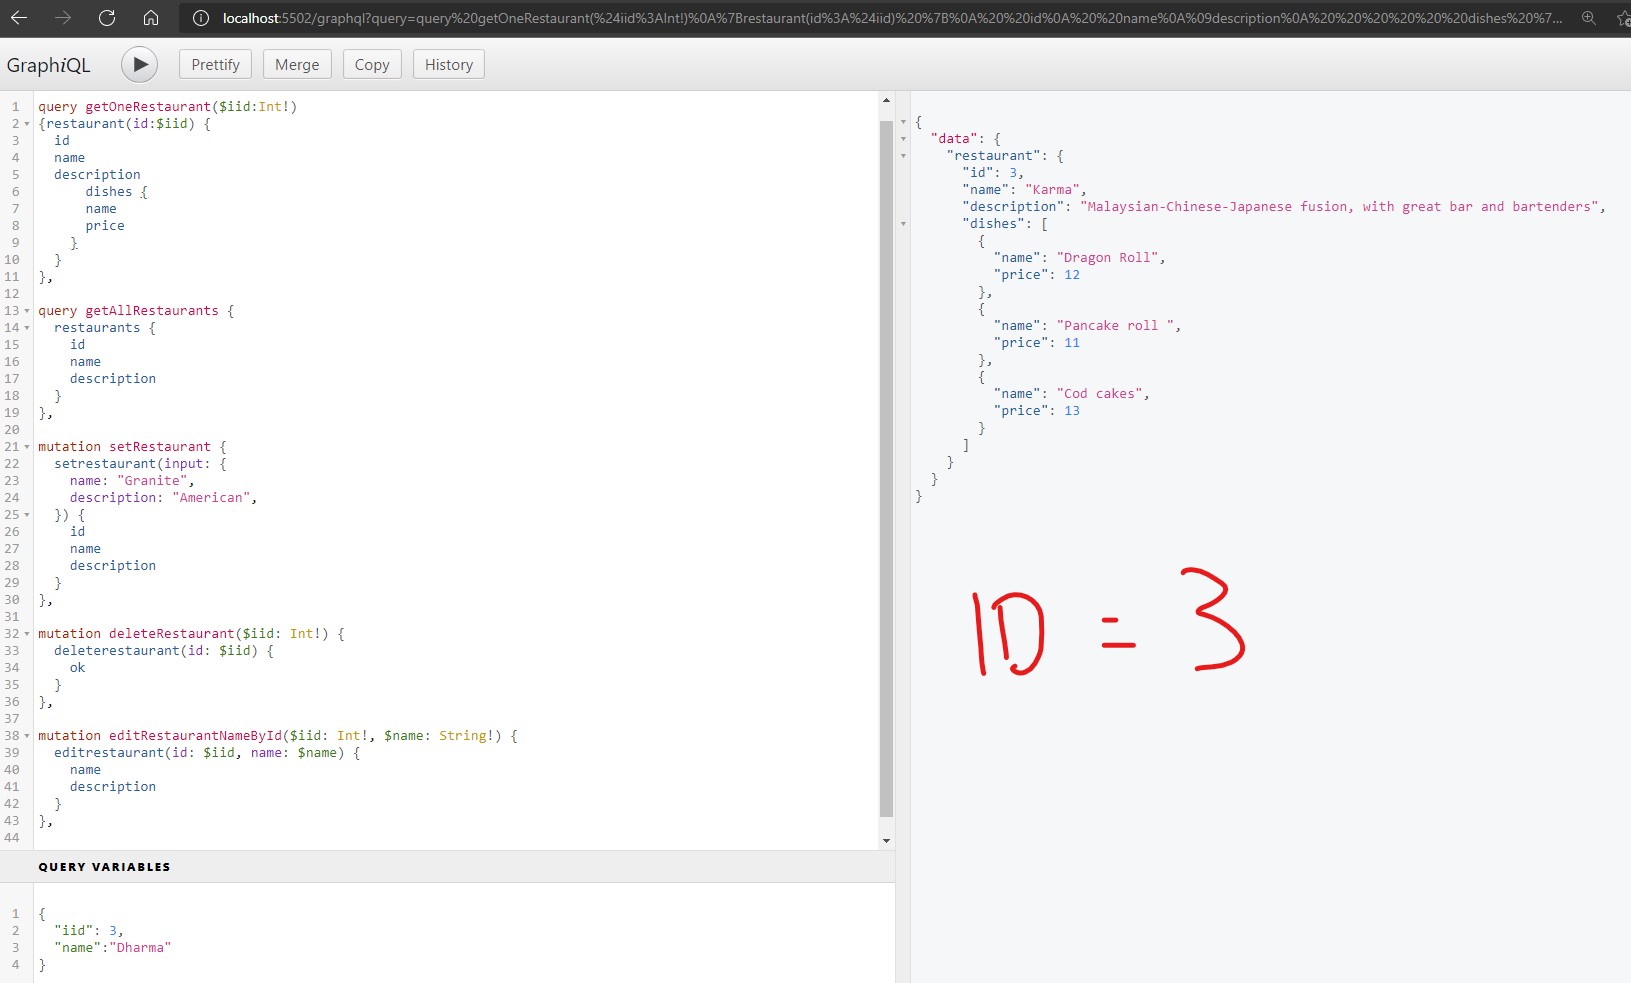 localhost:5502/graphql?query=query%20getOneRestaurant(%24iid%3AInt!)%0A%7Brestaurant(id%3A%24iid)%20%7B%0A%20%20id%0A%20%20name%0A%09description%0A%20%20%20%20%20%20dishes%20%7...
GraphiQL Prettify Merge Copy History
1 query getOneRestaurant($iid:Int!)
2 {restaurant(id:$iid) {
3 id
4 name
5 description
6 dishes {
7 name
8 price
9 }
10 }
11 },
12
13 query getAllRestaurants {
14 restaurants {
15 id
16 name
17 description
18 }
19 },
20
21 mutation setRestaurant {
22 setrestaurant(input: {
23 name: "Granite",
24 description: "American",
25 }) {
26 id
27 name
28 description
29 }
30 },
31
32 mutation deleteRestaurant($iid: Int!) {
33 deleterestaurant(id: $iid) {
34 ok
35 }
36 },
37
38 mutation editRestaurantNameById($iid: Int!, $name: String!) {
39 editrestaurant(id: $iid, name: $name) {
40 name
41 description
42 }
43 },
44
QUERY VARIABLES
1 {
2 "iid": 3,
3 "name":"Dharma"
4 }
{
"data": {
"restaurant": {
"id": 3,
"name": "Karma",
"description": "Malaysian-Chinese-Japanese fusion, with great bar and bartenders",
"dishes": [
{
"name": "Dragon Roll",
"price": 12
},
{
"name": "Pancake roll ",
"price": 11
},
{
"name": "Cod cakes",
"price": 13
}
]
}
}
}
ID = 3